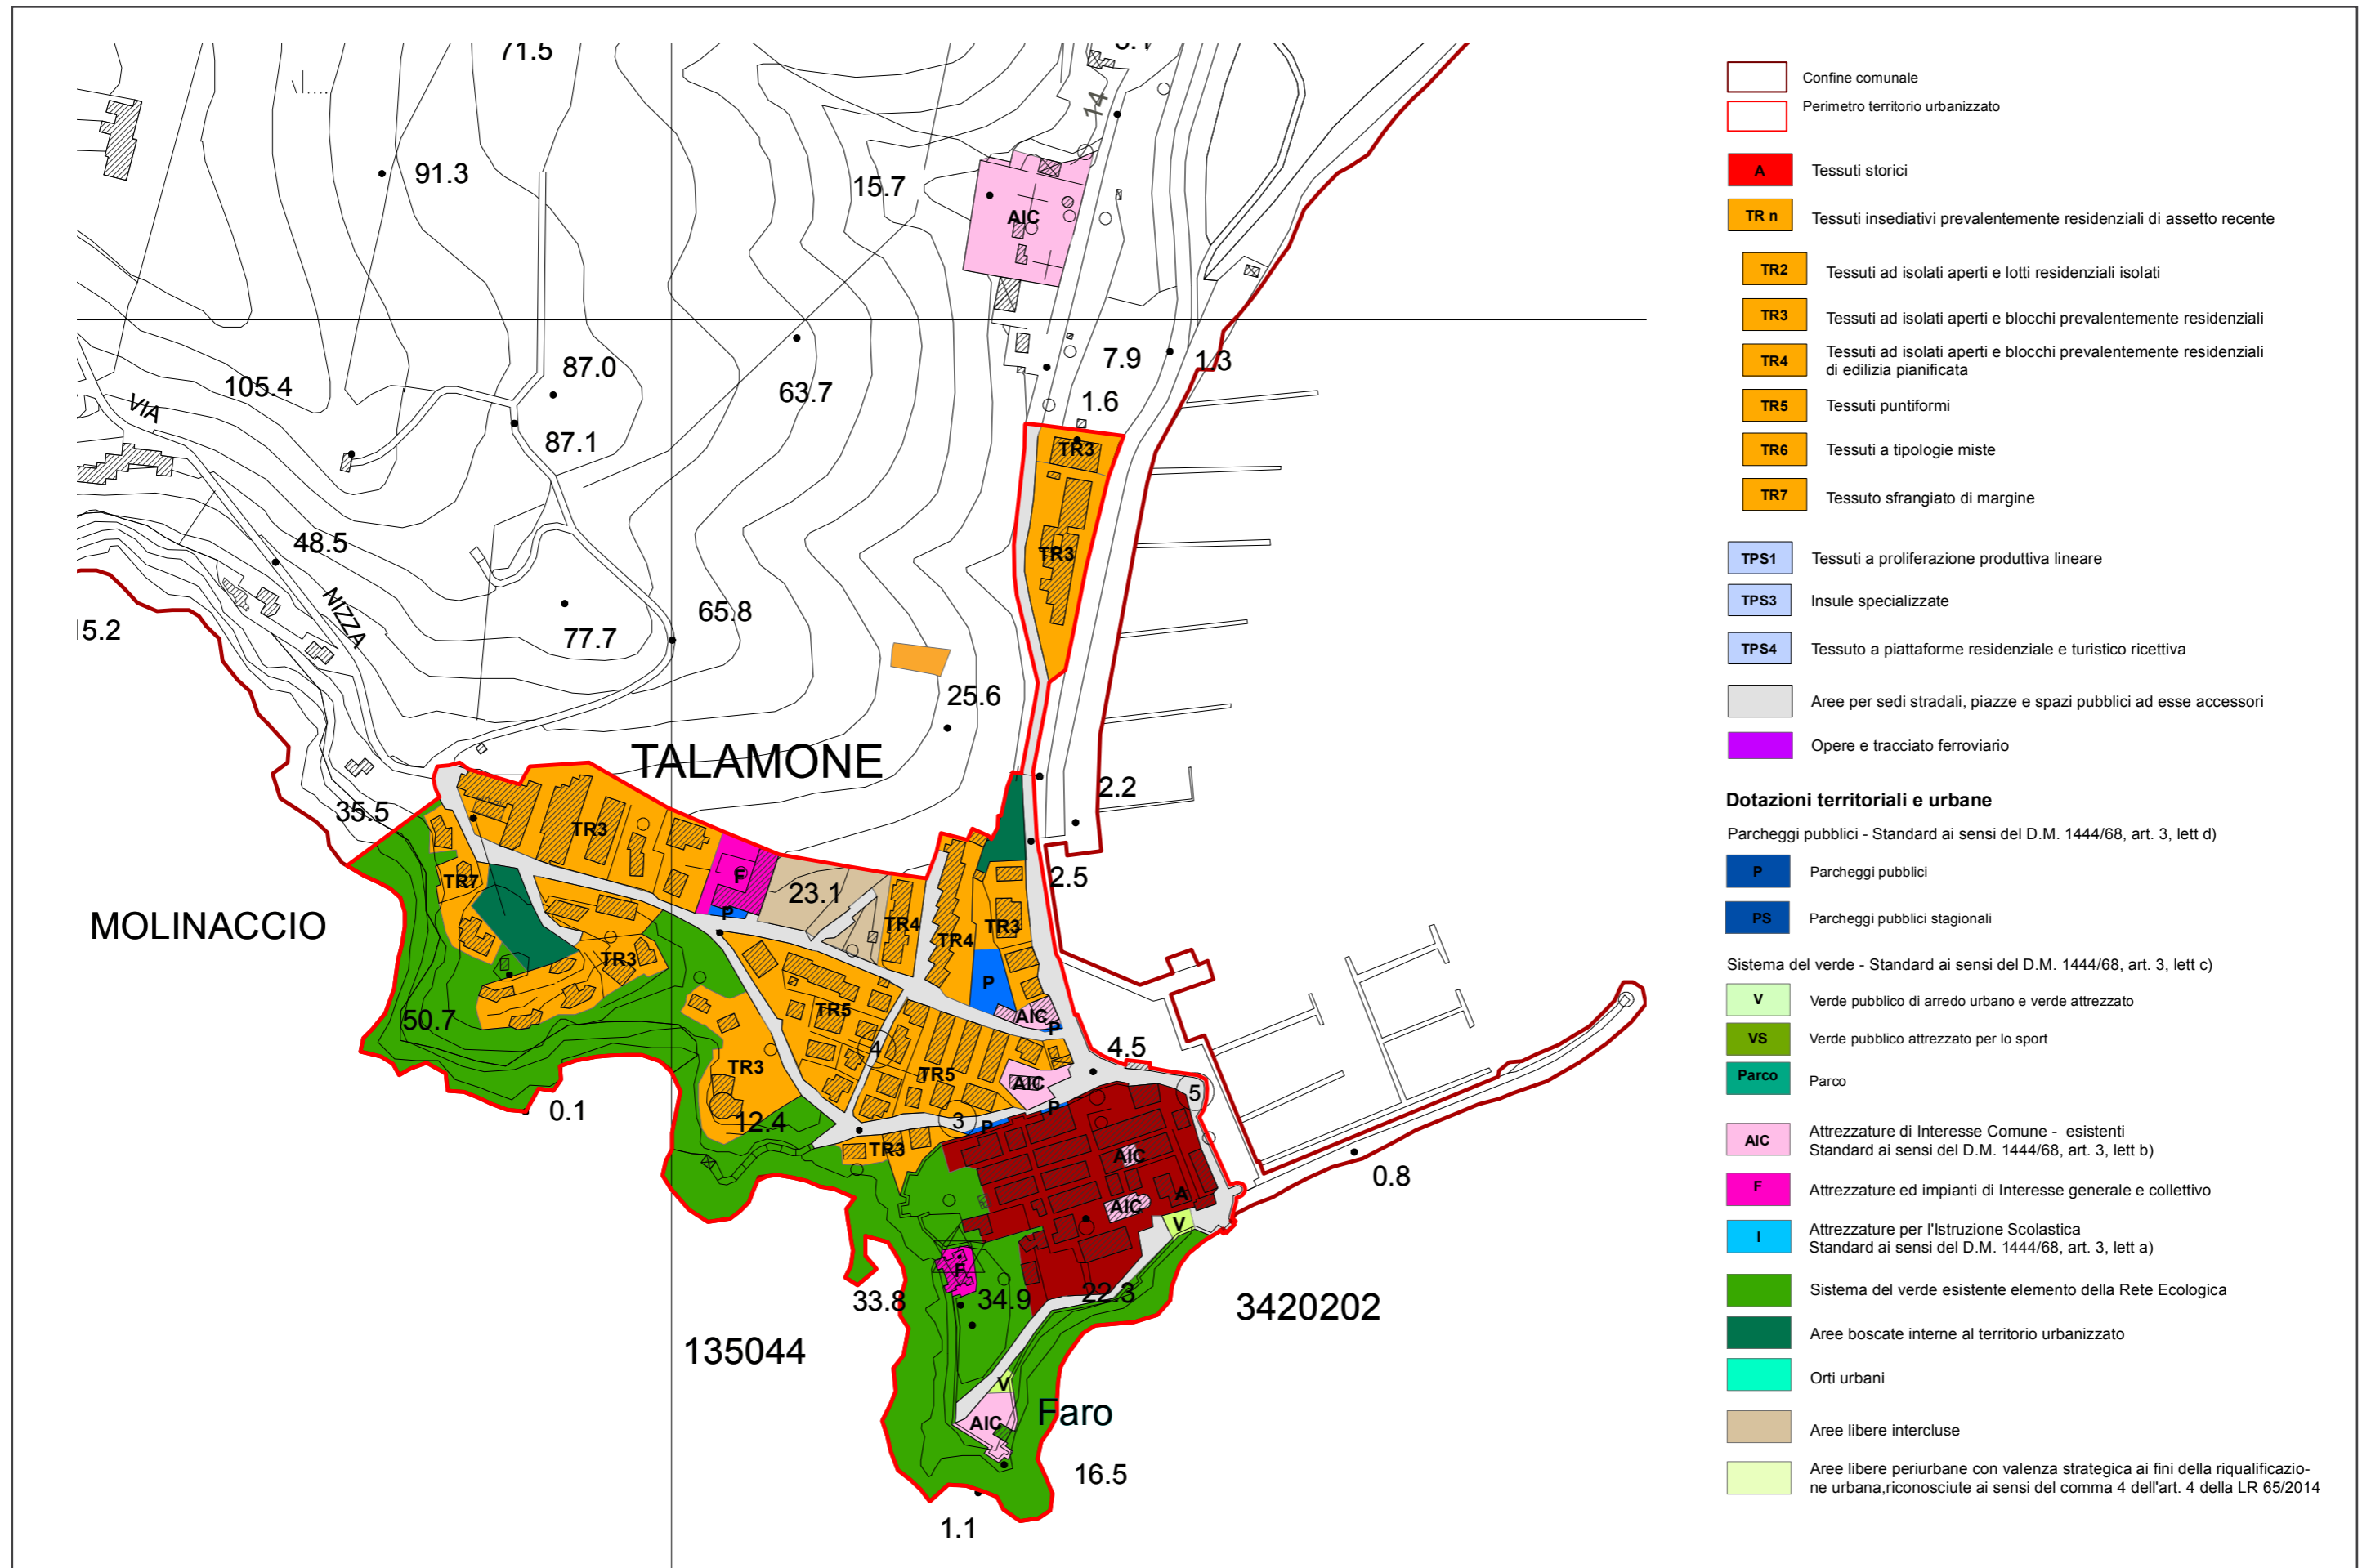 71.5
14
91.3
15.7
AIC
87.0
105.4
63.7
7.9
1.3
VIA
1.6
87.1
TR3
48.5
TR3
NIZZA
65.8
77.7
25.6
TALAMONE
2.2
35.5
TR3
2.5
F
23.1
TR7
P
TR4
TR3
MOLINACCIO
TR4
TR3
P
50.7
TR5
AIC
P
4
4.5
TR3
TR5
AIC
5
0.1
P
12.4
3
P
TR3
AIC
0.8
A
AIC
V
F
33.8
34.9
22.3
3420202
135044
V
Faro
AIC
16.5
1.1
Confine comunale
Perimetro territorio urbanizzato
A Tessuti storici
TR n Tessuti insediativi prevalentemente residenziali di assetto recente
TR2 Tessuti ad isolati aperti e lotti residenziali isolati
TR3 Tessuti ad isolati aperti e blocchi prevalentemente residenziali
TR4 Tessuti ad isolati aperti e blocchi prevalentemente residenziali
di edilizia pianificata
TR5 Tessuti puntiformi
TR6 Tessuti a tipologie miste
TR7 Tessuto sfrangiato di margine
TPS1 Tessuti a proliferazione produttiva lineare
TPS3 Insule specializzate
TPS4 Tessuto a piattaforme residenziale e turistico ricettiva
Aree per sedi stradali, piazze e spazi pubblici ad esse accessori
Opere e tracciato ferroviario
Dotazioni territoriali e urbane
Parcheggi pubblici - Standard ai sensi del D.M. 1444/68, art. 3, lett d)
P Parcheggi pubblici
PS Parcheggi pubblici stagionali
Sistema del verde - Standard ai sensi del D.M. 1444/68, art. 3, lett c)
V Verde pubblico di arredo urbano e verde attrezzato
VS Verde pubblico attrezzato per lo sport
Parco Parco
AIC Attrezzature di Interesse Comune - esistenti
Standard ai sensi del D.M. 1444/68, art. 3, lett b)
F Attrezzature ed impianti di Interesse generale e collettivo
I Attrezzature per l'Istruzione Scolastica
Standard ai sensi del D.M. 1444/68, art. 3, lett a)
Sistema del verde esistente elemento della Rete Ecologica
Aree boscate interne al territorio urbanizzato
Orti urbani
Aree libere intercluse
Aree libere periurbane con valenza strategica ai fini della riqualificazio-
ne urbana,riconosciute ai sensi del comma 4 dell'art. 4 della LR 65/2014